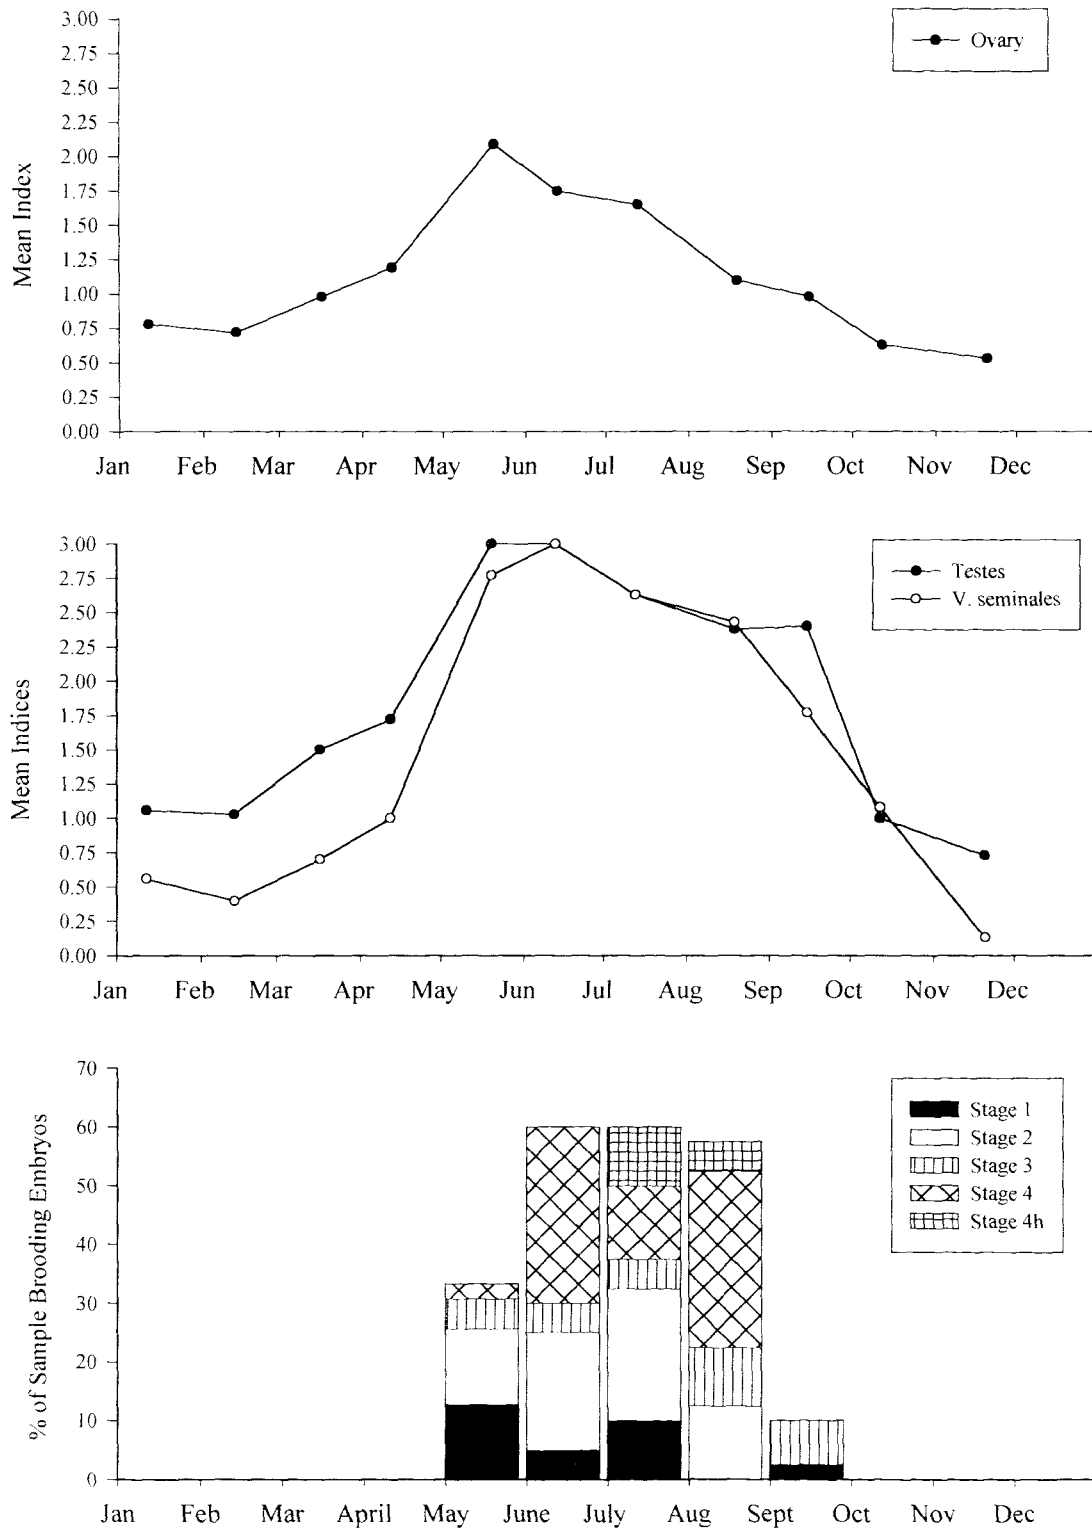 3.00
2.75
2.50
2.25
2.00
1.75
1.50
1.25
1.00
0.75
0.50
0.25
0.00
Mean Index
Ovary
Jan Feb Mar Apr May Jun Jul Aug Sep Oct Nov Dec
3.00
2.75
2.50
2.25
2.00
1.75
1.50
1.25
1.00
0.75
0.50
0.25
0.00
Mean Indices
Testes
V. seminales
Jan Feb Mar Apr May Jun Jul Aug Sep Oct Nov Dec
70
60
50
40
30
20
10
0
% of Sample Brooding Embryos
Stage 1
Stage 2
Stage 3
Stage 4
Stage 4h
Jan Feb Mar April May June July Aug Sept Oct Nov Dec